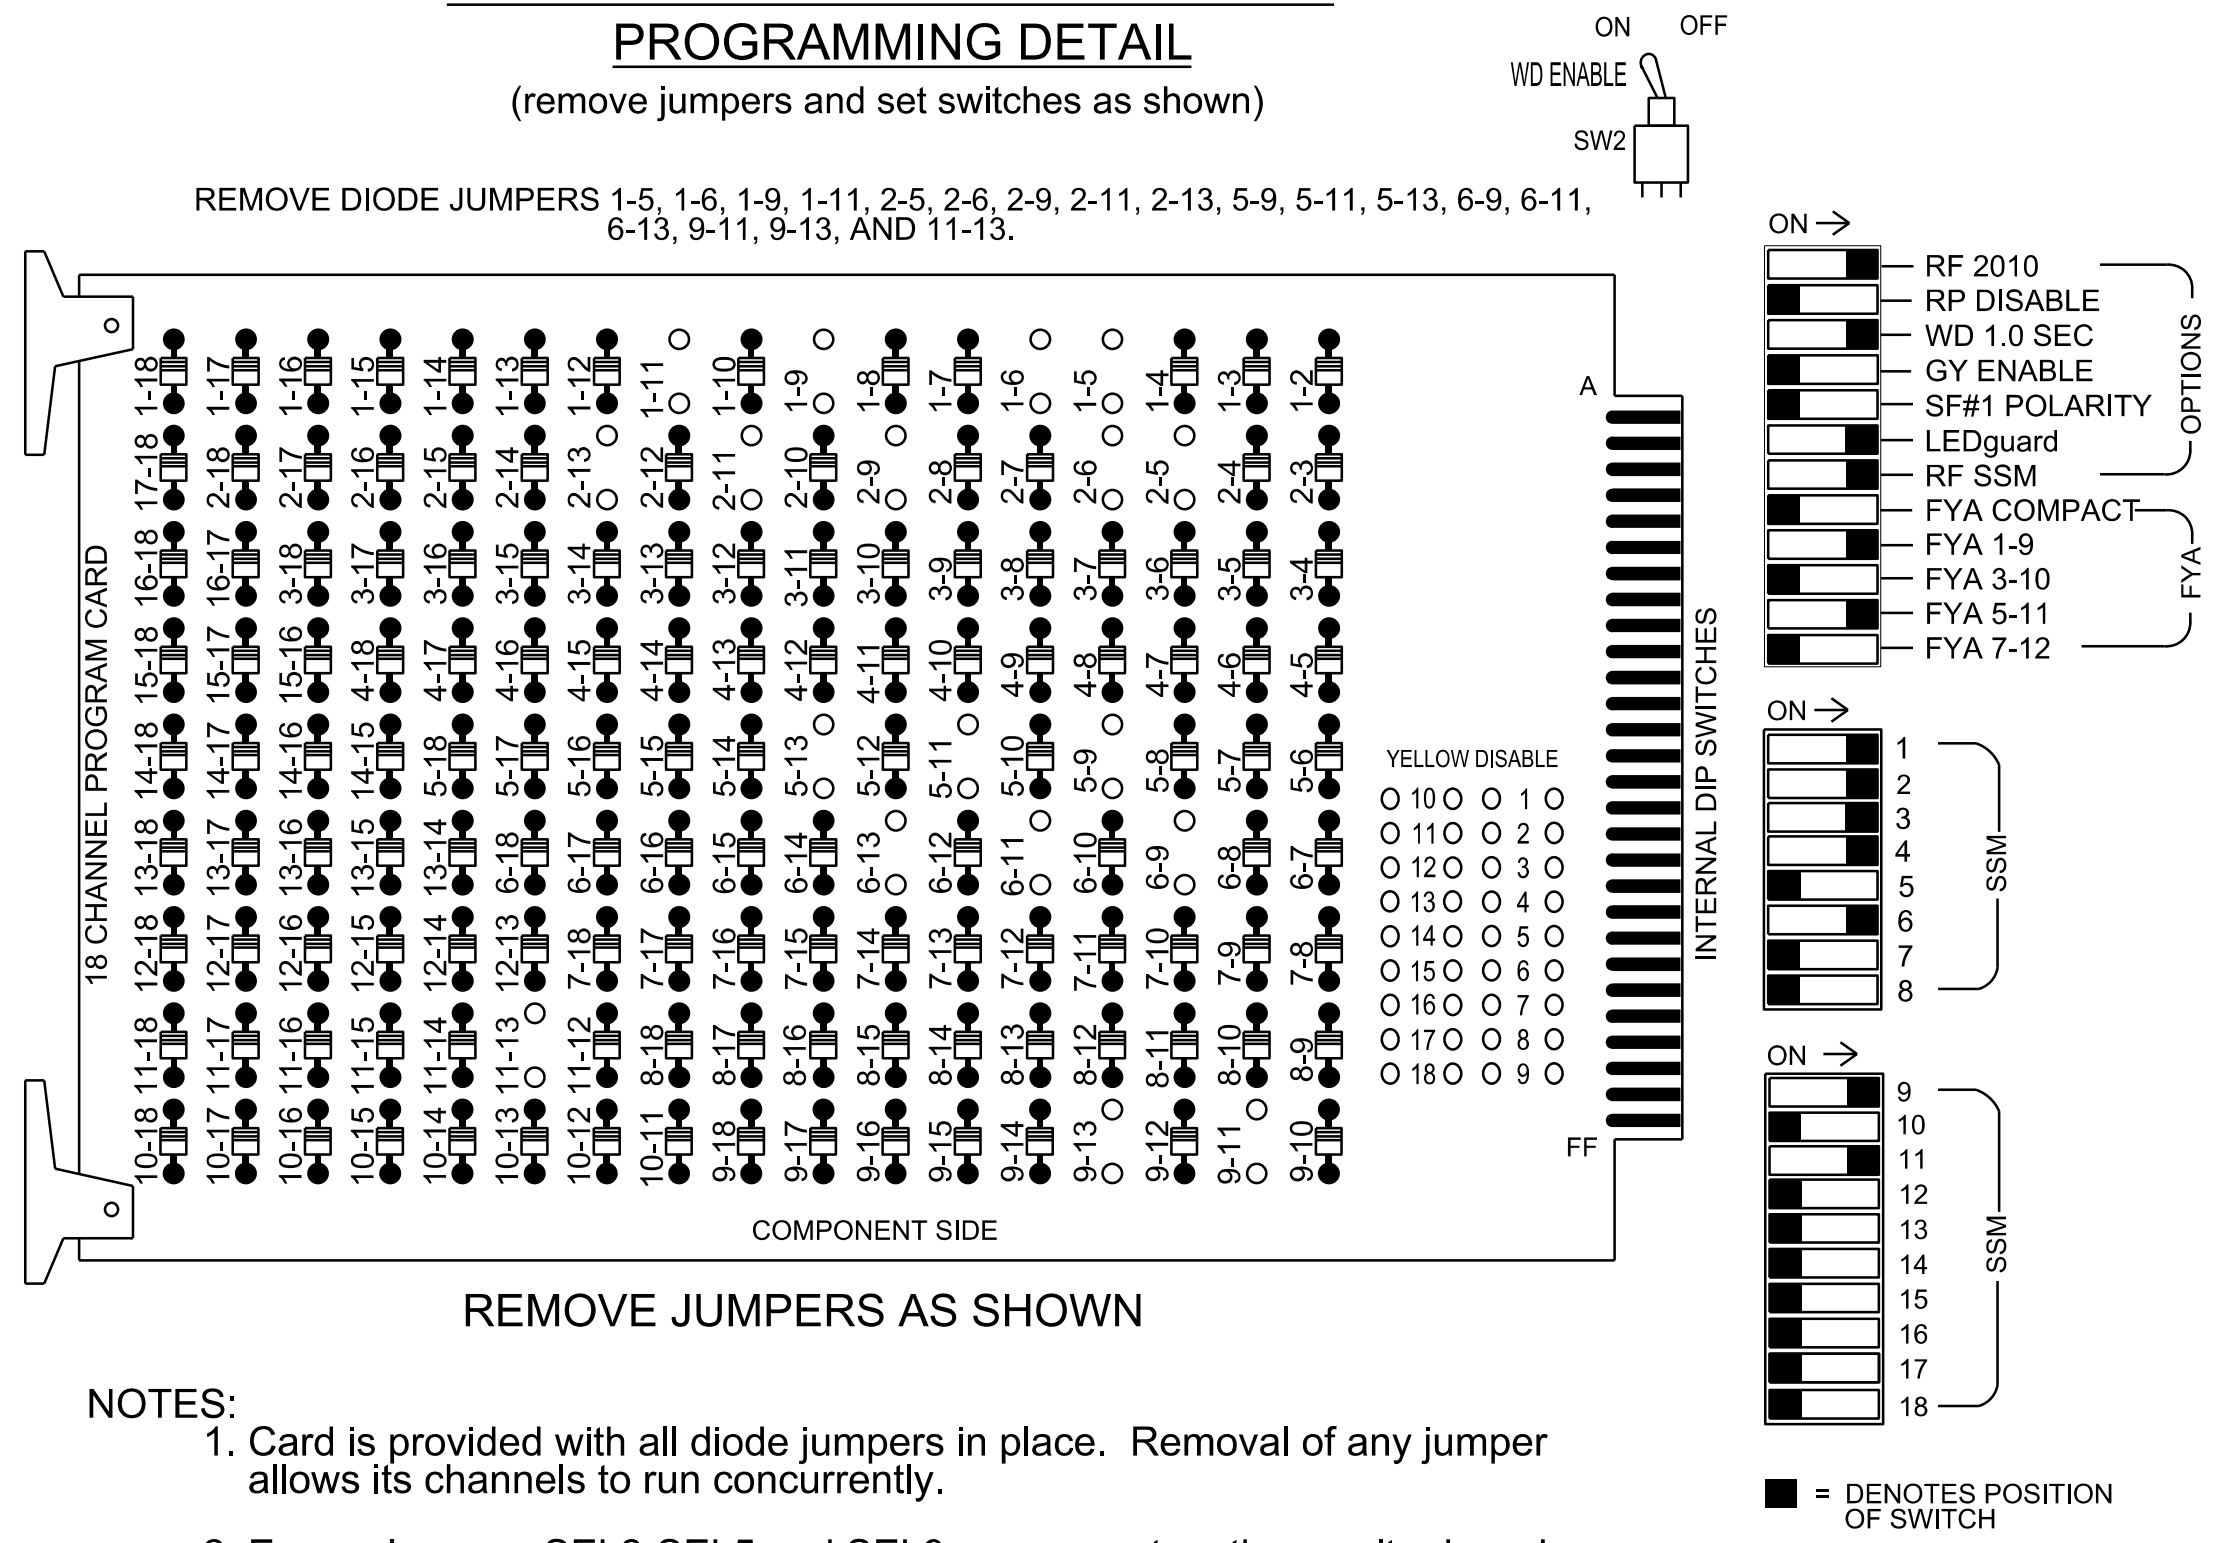 PROGRAMMING DETAIL
(remove jumpers and set switches as shown)
ON OFF
WD ENABLE
SW2
REMOVE DIODE JUMPERS 1-5, 1-6, 1-9, 1-11, 2-5, 2-6, 2-9, 2-11, 2-13, 5-9, 5-11, 5-13, 6-9, 6-11,
6-13, 9-11, 9-13, AND 11-13.
18 CHANNEL PROGRAM CARD
1-18 1-17 1-16 1-15 1-14 1-13 1-12 1-11 1-10 1-9 1-8 1-7 1-6 1-5 1-4 1-3 1-2
17-18 2-18 2-17 2-16 2-15 2-14 2-13 2-12 2-11 2-10 2-9 2-8 2-7 2-6 2-5 2-4 2-3
16-18 16-17 3-18 3-17 3-16 3-15 3-14 3-13 3-12 3-11 3-10 3-9 3-8 3-7 3-6 3-5 3-4
15-18 15-17 15-16 4-18 4-17 4-16 4-15 4-14 4-13 4-12 4-11 4-10 4-9 4-8 4-7 4-6 4-5
14-18 14-17 14-16 14-15 5-18 5-17 5-16 5-15 5-14 5-13 5-12 5-11 5-10 5-9 5-8 5-7 5-6
13-18 13-17 13-16 13-15 13-14 6-18 6-17 6-16 6-15 6-14 6-13 6-12 6-11 6-10 6-9 6-8 6-7
12-18 12-17 12-16 12-15 12-14 12-13 7-18 7-17 7-16 7-15 7-14 7-13 7-12 7-11 7-10 7-9 7-8
11-18 11-17 11-16 11-15 11-14 11-13 11-12 8-18 8-17 8-16 8-15 8-14 8-13 8-12 8-11 8-10 8-9
10-18 10-17 10-16 10-15 10-14 10-13 10-12 10-11 9-18 9-17 9-16 9-15 9-14 9-13 9-12 9-11 9-10
YELLOW DISABLE
10 1
11 2
12 3
13 4
14 5
15 6
16 7
17 8
18 9
A
FF
COMPONENT SIDE
INTERNAL DIP SWITCHES
ON
RF 2010
RP DISABLE
WD 1.0 SEC
GY ENABLE
SF#1 POLARITY
LEDguard
RF SSM
OPTIONS
FYA COMPACT
FYA 1-9
FYA 3-10
FYA 5-11
FYA 7-12
FYA
ON
1
2
3
4
5
6
7
8
SSM
ON
9
10
11
12
13
14
15
16
17
18
SSM
= DENOTES POSITION
OF SWITCH
REMOVE JUMPERS AS SHOWN
NOTES:
1. Card is provided with all diode jumpers in place. Removal of any jumper
allows its channels to run concurrently.